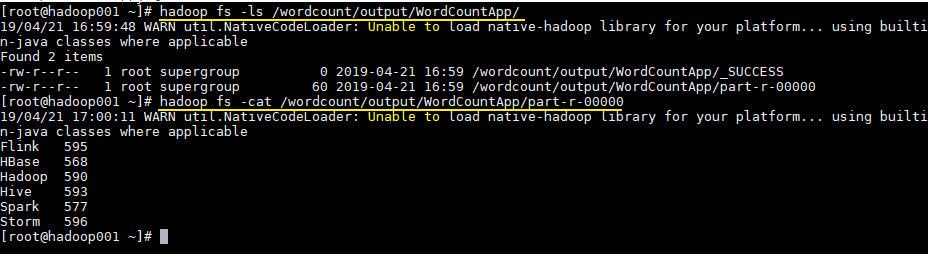 [root@hadoop001 ~]# hadoop fs -ls /wordcount/output/WordCountApp/
19/04/21 16:59:48 WARN util.NativeCodeLoader: Unable to load native-hadoop library for your platform... using builti
n-java classes where applicable
Found 2 items
-rw-r--r--   1 root supergroup          0 2019-04-21 16:59 /wordcount/output/WordCountApp/_SUCCESS
-rw-r--r--   1 root supergroup         60 2019-04-21 16:59 /wordcount/output/WordCountApp/part-r-00000
[root@hadoop001 ~]# hadoop fs -cat /wordcount/output/WordCountApp/part-r-00000
19/04/21 17:00:11 WARN util.NativeCodeLoader: Unable to load native-hadoop library for your platform... using builti
n-java classes where applicable
Flink   595
HBase   568
Hadoop  590
Hive    593
Spark   577
Storm   596
[root@hadoop001 ~]#